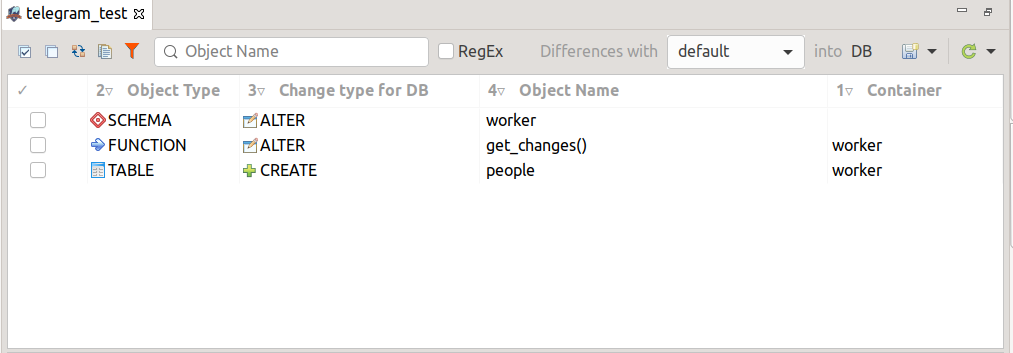 telegram_test
Object Name RegEx Differences with default into DB
2 Object Type 3 Change type for DB 4 Object Name 1 Container
SCHEMA ALTER worker
FUNCTION ALTER get_changes() worker
TABLE CREATE people worker